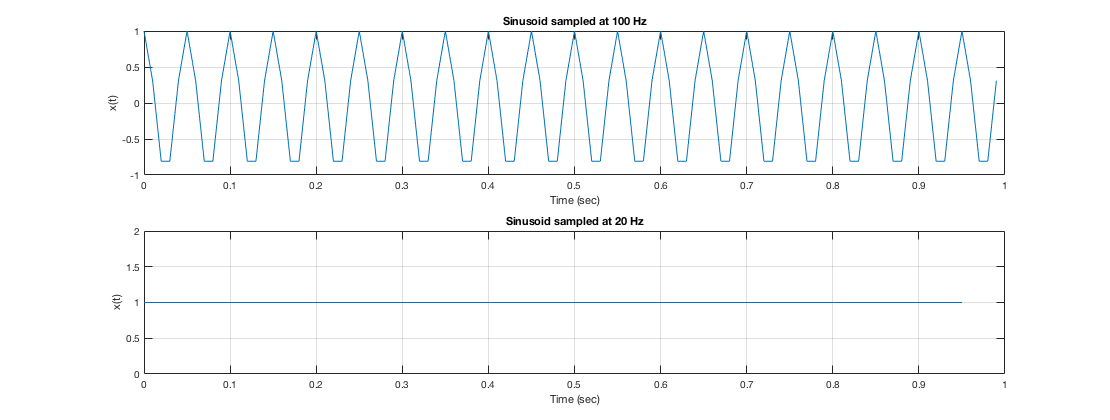 Sinusoid sampled at 100 Hz
1
0.5
0
-0.5
-1
x(t)
0 0.1 0.2 0.3 0.4 0.5 0.6 0.7 0.8 0.9 1
Time (sec)
Sinusoid sampled at 20 Hz
2
1.5
1
0.5
0
x(t)
0 0.1 0.2 0.3 0.4 0.5 0.6 0.7 0.8 0.9 1
Time (sec)